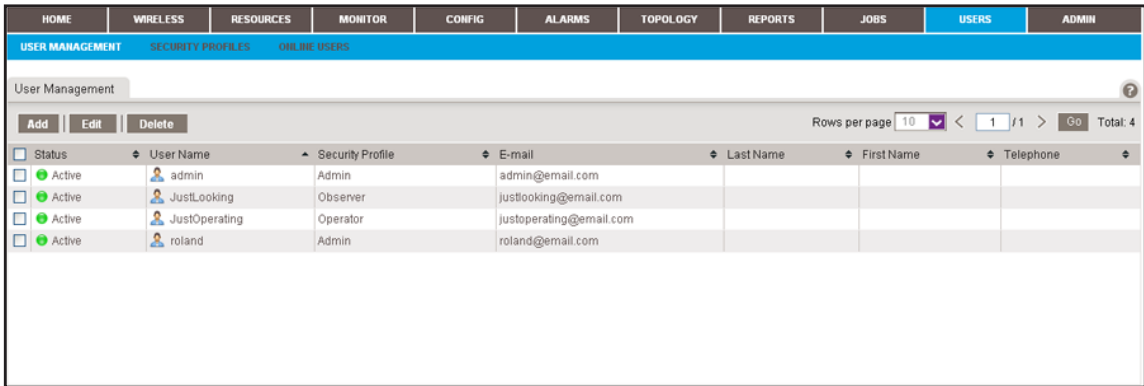 HOME WIRELESS RESOURCES MONITOR CONFIG ALARMS TOPOLOGY REPORTS JOBS USERS ADMIN
USER MANAGEMENT SECURITY PROFILES ONLINE USERS
User Management ?
Add Edit Delete Rows per page 10 < 1 /1 > Go Total: 4
Status User Name Security Profile E-mail Last Name First Name Telephone
Active admin Admin admin@email.com
Active JustLooking Observer justlooking@email.com
Active JustOperating Operator justoperating@email.com
Active roland Admin roland@email.com